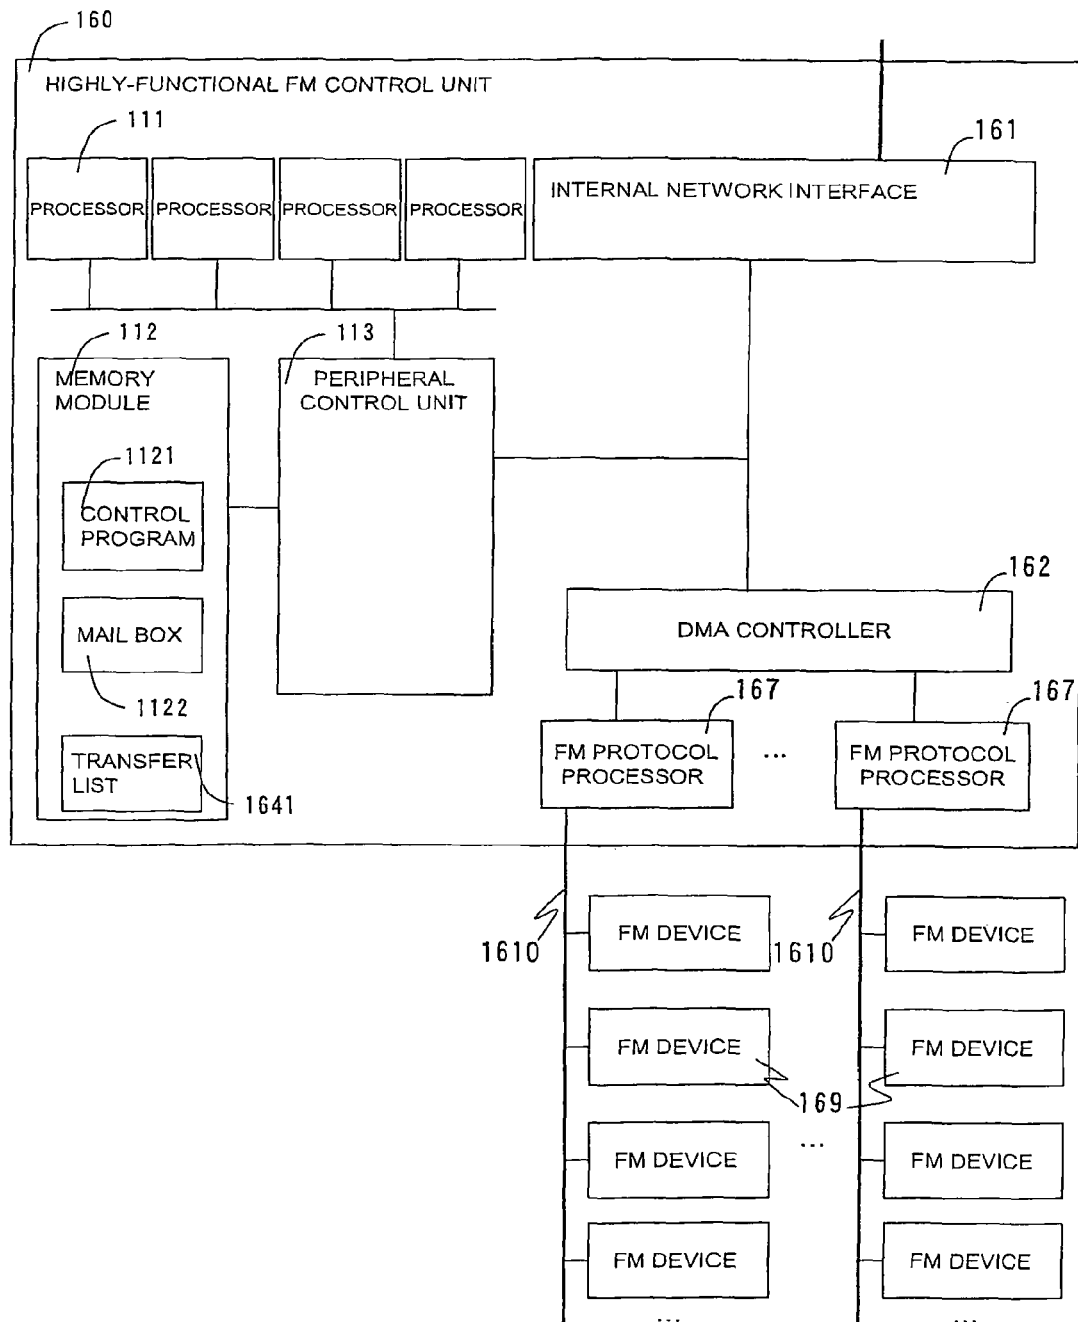 160
HIGHLY-FUNCTIONAL FM CONTROL UNIT
111
161
PROCESSOR
PROCESSOR
PROCESSOR
PROCESSOR
INTERNAL NETWORK INTERFACE
112
113
MEMORY
MODULE
PERIPHERAL
CONTROL UNIT
1121
CONTROL
PROGRAM
162
DMA CONTROLLER
MAIL BOX
1122
167
167
FM PROTOCOL
PROCESSOR
...
FM PROTOCOL
PROCESSOR
TRANSFER
LIST
1641
1610
FM DEVICE
1610
FM DEVICE
FM DEVICE
FM DEVICE
169
FM DEVICE
...
FM DEVICE
FM DEVICE
FM DEVICE
...
...